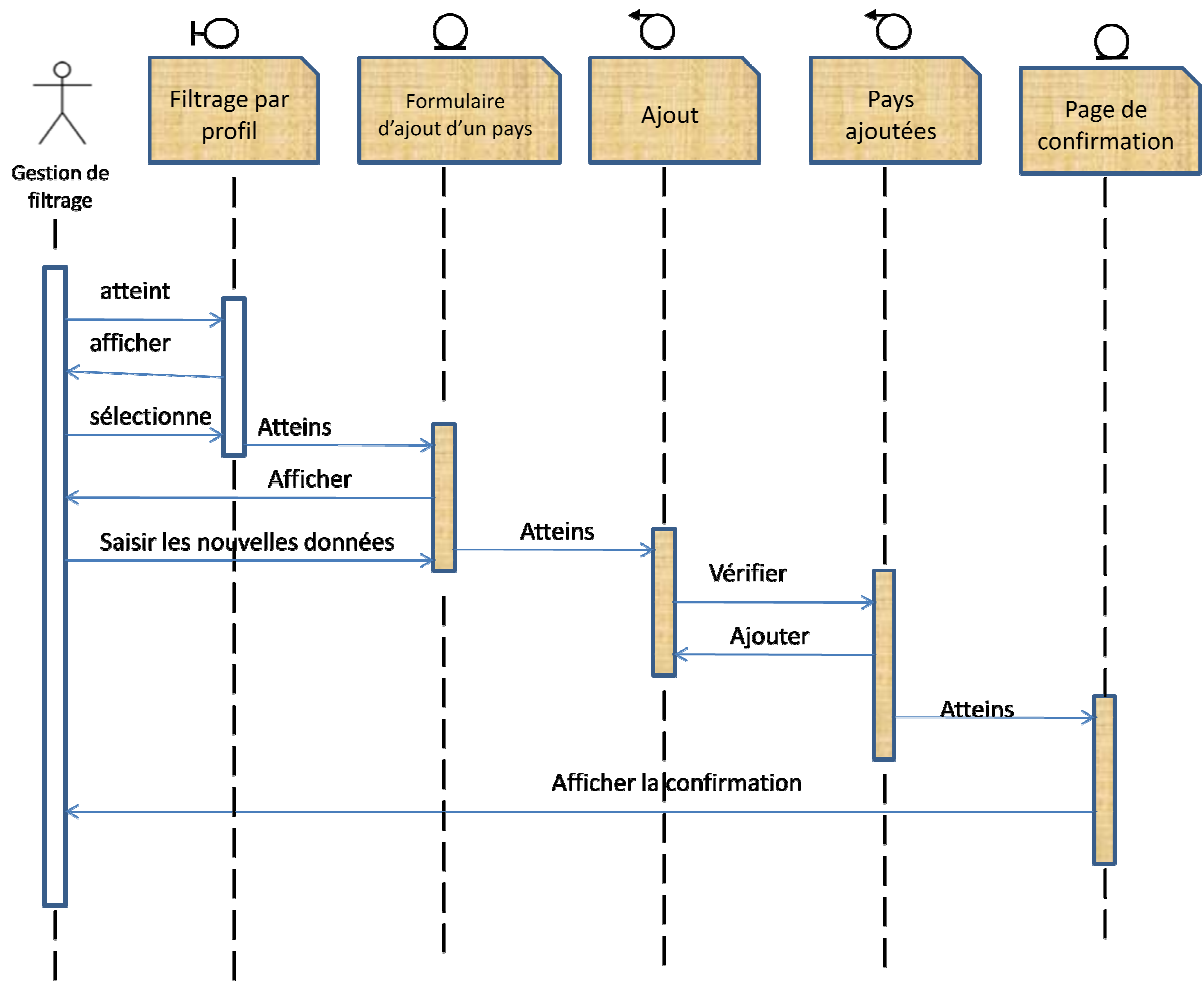 Filtrage par
profil
Formulaire
d'ajout d'un pays
Ajout
Pays
ajoutées
Page de
confirmation
Gestion de
filtrage
atteint
afficher
sélectionne
Atteins
Afficher
Saisir les nouvelles données
Atteins
Vérifier
Ajouter
Atteins
Afficher la confirmation